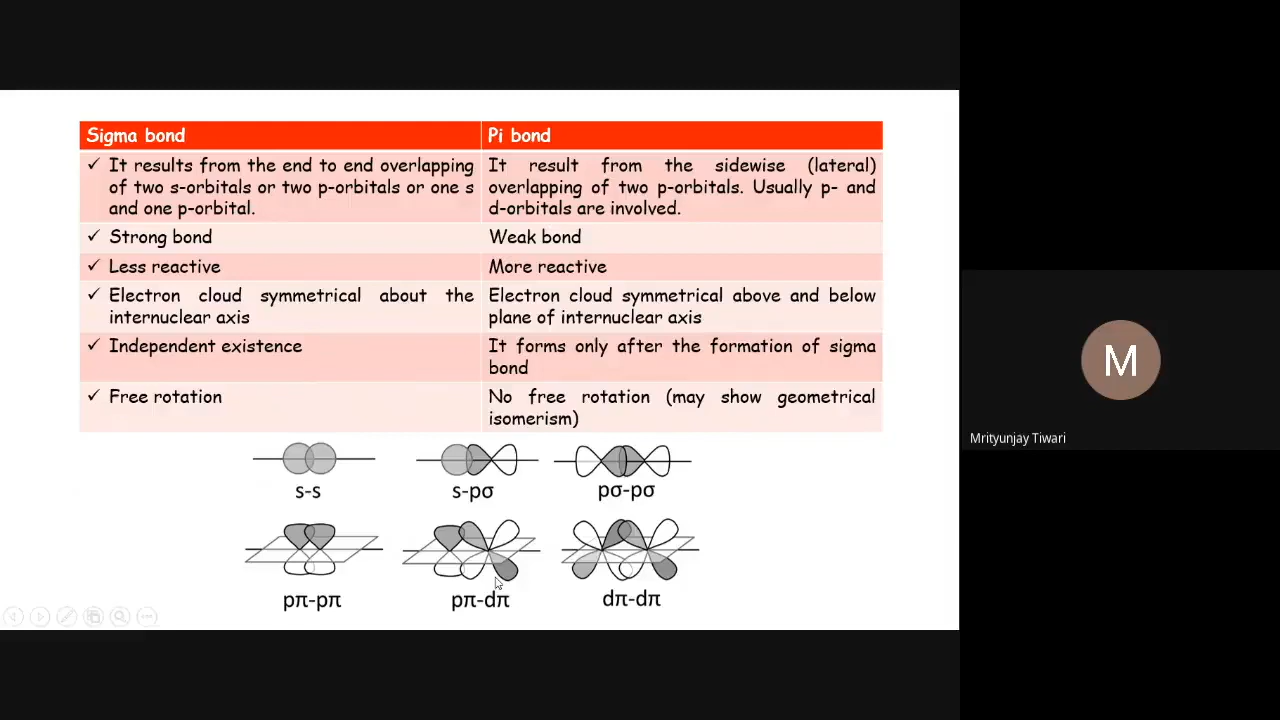 Sigma bond
Pi bond
✓ It results from the end to end overlapping
of two s-orbitals or two p-orbitals or one s
and one p-orbital.
It result from the sidewise (lateral)
overlapping of two p-orbitals. Usually p- and
d-orbitals are involved.
✓ Strong bond
Weak bond
✓ Less reactive
More reactive
✓ Electron cloud symmetrical about the
internuclear axis
Electron cloud symmetrical above and below
plane of internuclear axis
✓ Independent existence
It forms only after the formation of sigma
bond
✓ Free rotation
No free rotation (may show geometrical
isomerism)
s-s
s-pσ
pσ-pσ
pπ-pπ
pπ-dπ
dπ-dπ
M
Mrityunjay Tiwari